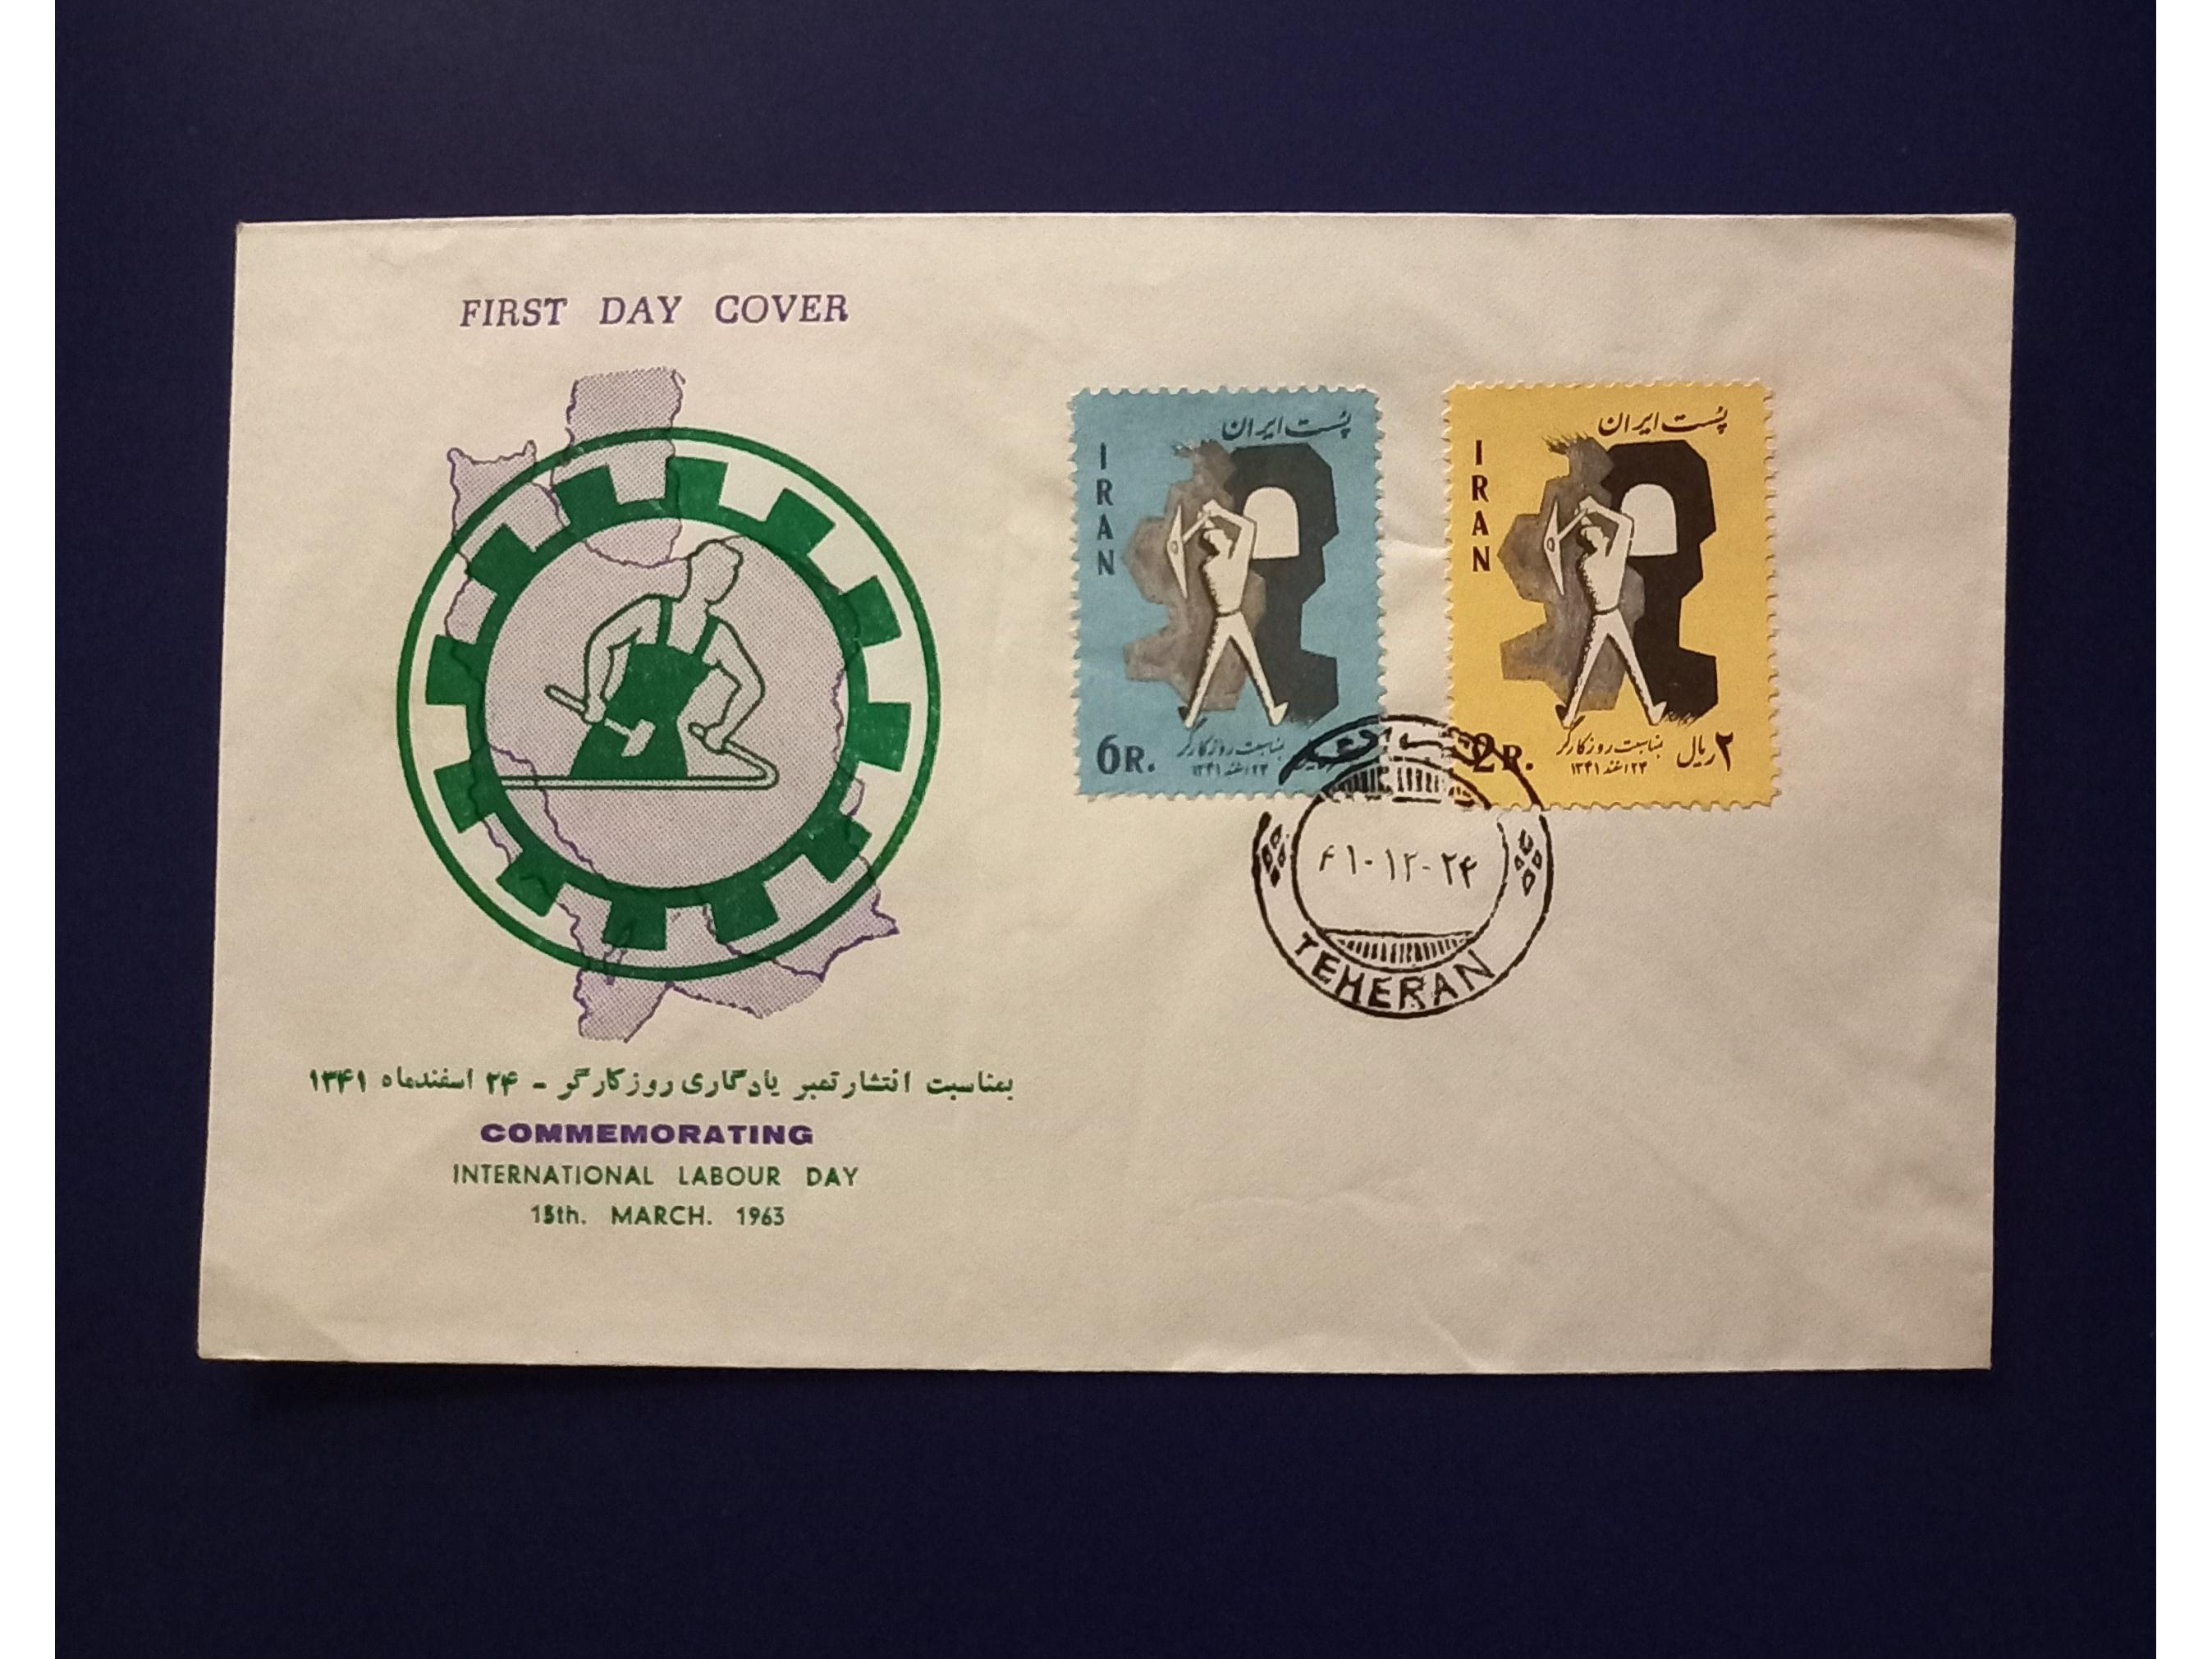 FIRST DAY COVER
بمناسبت انتشار تمبر یادگاری روز کارگر - ۲۴ اسفندماه ۱۳۴۱
COMMEMORATING
INTERNATIONAL LABOUR DAY
15th. MARCH. 1963
پست ایران
IRAN
بمناسبت روز کارگر
۲۴ اسفند ۱۳۴۱
6R.
پست ایران
IRAN
بمناسبت روز کارگر
۲۴ اسفند ۱۳۴۱
2R.
۲ ریال
۴۱-۱۲-۲۴
TEHERAN